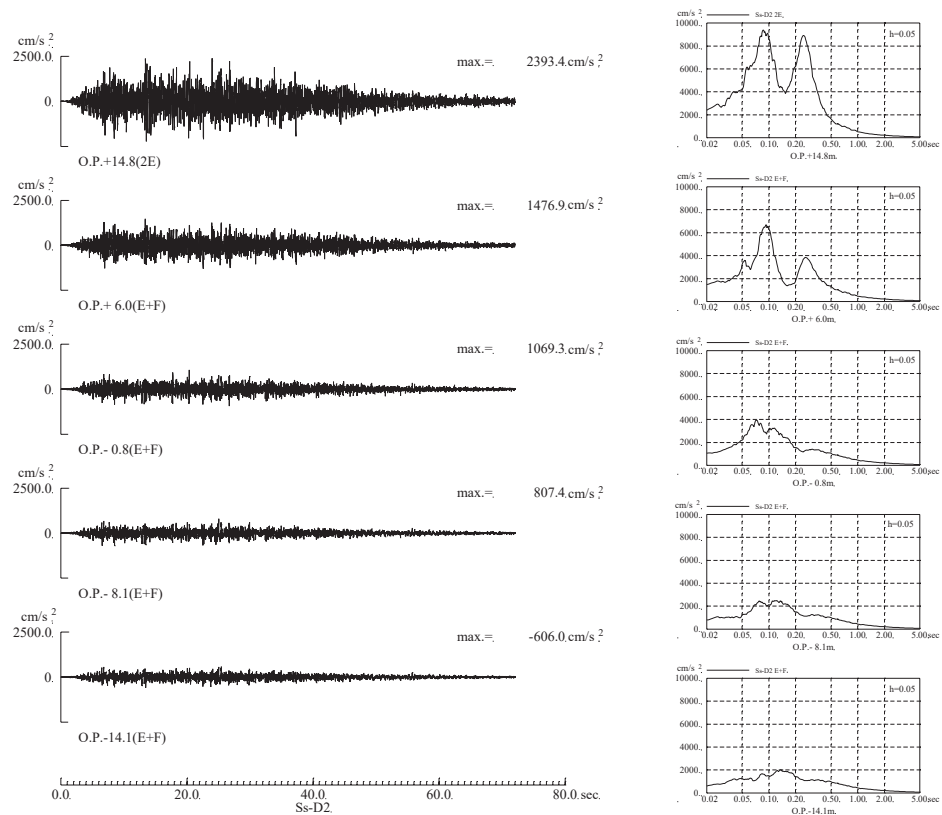 cm/s 2
2500.0.
0.
max.=. 2393.4.cm/s 2
O.P.+14.8(2E)
cm/s 2
2500.0.
0.
max.=. 1476.9.cm/s 2
O.P.+ 6.0(E+F)
cm/s 2
2500.0.
0.
max.=. 1069.3.cm/s 2
O.P.- 0.8(E+F)
cm/s 2
2500.0.
0.
max.=. 807.4.cm/s 2
O.P.- 8.1(E+F)
cm/s 2
2500.0.
0.
max.=. -606.0.cm/s 2
O.P.-14.1(E+F)
0.0. 20.0. 40.0. 60.0. 80.0.sec.
Ss-D2.
cm/s 2 Ss-D2 2E.
10000.
8000.
6000.
4000.
2000.
0.
h=0.05
0.02 0.05. 0.10. 0.20. 0.50. 1.00. 2.00. 5.00sec
O.P.+14.8m.
cm/s 2 Ss-D2 E+F.
10000.
8000.
6000.
4000.
2000.
0.
h=0.05
0.02 0.05. 0.10. 0.20. 0.50. 1.00. 2.00. 5.00sec
O.P.+ 6.0m.
cm/s 2 Ss-D2 E+F.
10000.
8000.
6000.
4000.
2000.
0.
h=0.05
0.02 0.05. 0.10. 0.20. 0.50. 1.00. 2.00. 5.00sec
O.P.- 0.8m.
cm/s 2 Ss-D2 E+F.
10000.
8000.
6000.
4000.
2000.
0.
h=0.05
0.02 0.05. 0.10. 0.20. 0.50. 1.00. 2.00. 5.00sec
O.P.- 8.1m.
cm/s 2 Ss-D2 E+F.
10000.
8000.
6000.
4000.
2000.
0.
h=0.05
0.02 0.05. 0.10. 0.20. 0.50. 1.00. 2.00. 5.00sec
O.P.-14.1m.